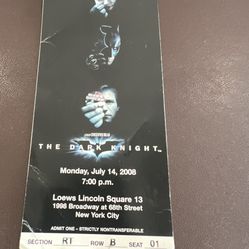 THE DARK KNIGHT
Monday, July 14, 2008
7:00 p.m.
Loews Lincoln Square 13
1998 Broadway at 68th Street
New York City
ADMIT ONE - STRICTLY NONTRANSFERABLE
SECTION RT ROW B SEAT 01